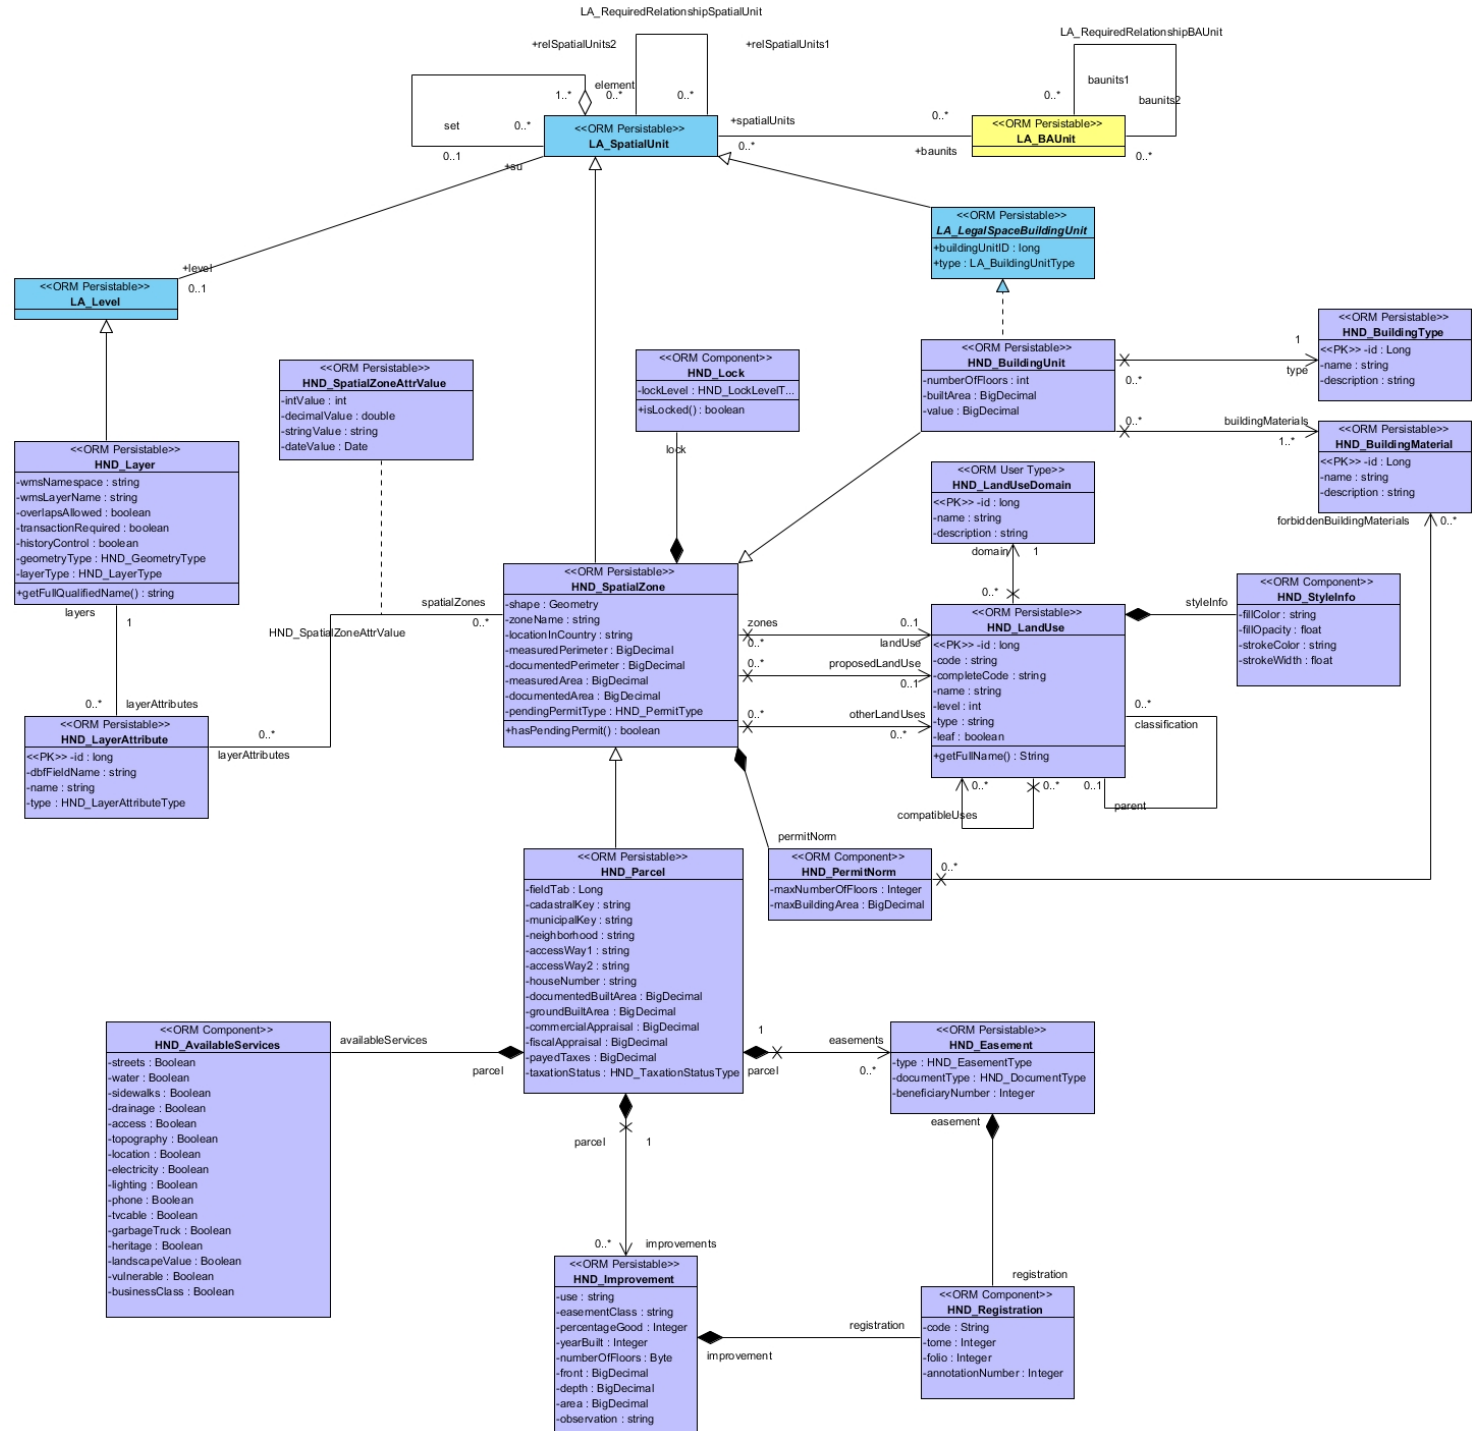 LA_RequiredRelationshipSpatialUnit
LA_RequiredRelationshipBAUnit
+relSpatialUnits2
+relSpatialUnits1
element
1..*
0..*
0..*
baunits1
baunits2
0..*
set
0..*
0..1
<<ORM Persistable>>
LA_SpatialUnit
+spatialUnits
0..*
0..*
+baunits
<<ORM Persistable>>
LA_BAUnit
0..*
+su
+level
0..1
<<ORM Persistable>>
LA_LegalSpaceBuildingUnit
+buildingUnitID : long
+type : LA_BuildingUnitType
<<ORM Persistable>>
LA_Level
<<ORM Persistable>>
HND_SpatialZoneAttrValue
-intValue : int
-decimalValue : double
-stringValue : string
-dateValue : Date
<<ORM Component>>
HND_Lock
-lockLevel : HND_LockLevelT...
+isLocked() : boolean
lock
<<ORM Persistable>>
HND_BuildingUnit
-numberOfFloors : int
-builtArea : BigDecimal
-value : BigDecimal
1
0..*
type
0..*
buildingMaterials
1..*
<<ORM Persistable>>
HND_BuildingType
<<PK>> -id : Long
-name : string
-description : string
<<ORM Persistable>>
HND_BuildingMaterial
<<PK>> -id : Long
-name : string
-description : string
forbiddenBuildingMaterials
0..*
<<ORM Persistable>>
HND_Layer
-wmsNamespace : string
-wmsLayerName : string
-overlapsAllowed : boolean
-transactionRequired : boolean
-historyControl : boolean
-geometryType : HND_GeometryType
-layerType : HND_LayerType
+getFullQualifiedName() : string
layers
1
0..*
layerAttributes
<<ORM User Type>>
HND_LandUseDomain
<<PK>> -id : long
-name : string
-description : string
domain
1
0..*
<<ORM Persistable>>
HND_SpatialZone
-shape : Geometry
-zoneName : string
-locationInCountry : string
-measuredPerimeter : BigDecimal
-documentedPerimeter : BigDecimal
-measuredArea : BigDecimal
-documentedArea : BigDecimal
-pendingPermitType : HND_PermitType
+hasPendingPermit() : boolean
spatialZones
0..*
HND_SpatialZoneAttrValue
zones
0..*
0..1
landUse
0..*
proposedLandUse
0..1
0..*
otherLandUses
0..*
<<ORM Persistable>>
HND_LandUse
<<PK>> -id : long
-code : string
-completeCode : string
-name : string
-level : int
-type : string
-leaf : boolean
+getFullName() : String
styleInfo
<<ORM Component>>
HND_StyleInfo
-fillColor : string
-fillOpacity : float
-strokeColor : string
-strokeWidth : float
0..*
classification
0..1
parent
0..*
0..*
compatibleUses
<<ORM Persistable>>
HND_LayerAttribute
<<PK>> -id : long
-dbfFieldName : string
-name : string
-type : HND_LayerAttributeType
0..*
layerAttributes
permitNorm
<<ORM Component>>
HND_PermitNorm
-maxNumberOfFloors : Integer
-maxBuildingArea : BigDecimal
0..*
<<ORM Persistable>>
HND_Parcel
-fieldTab : Long
-cadastralKey : string
-municipalKey : string
-neighborhood : string
-accessWay1 : string
-accessWay2 : string
-houseNumber : string
-documentedBuiltArea : BigDecimal
-groundBuiltArea : BigDecimal
-commercialAppraisal : BigDecimal
-fiscalAppraisal : BigDecimal
-payedTaxes : BigDecimal
-taxationStatus : HND_TaxationStatusType
<<ORM Component>>
HND_AvailableServices
-streets : Boolean
-water : Boolean
-sidewalks : Boolean
-drainage : Boolean
-access : Boolean
-topography : Boolean
-location : Boolean
-electricity : Boolean
-lighting : Boolean
-phone : Boolean
-tvcable : Boolean
-garbageTruck : Boolean
-heritage : Boolean
-landscapeValue : Boolean
-vulnerable : Boolean
-businessClass : Boolean
availableServices
parcel
1
parcel
easements
0..*
<<ORM Persistable>>
HND_Easement
-type : HND_EasementType
-documentType : HND_DocumentType
-beneficiaryNumber : Integer
easement
parcel
1
0..*
improvements
<<ORM Persistable>>
HND_Improvement
-use : string
-easementClass : string
-percentageGood : Integer
-yearBuilt : Integer
-numberOfFloors : Byte
-front : BigDecimal
-depth : BigDecimal
-area : BigDecimal
-observation : string
registration
improvement
registration
<<ORM Component>>
HND_Registration
-code : String
-tome : Integer
-folio : Integer
-annotationNumber : Integer